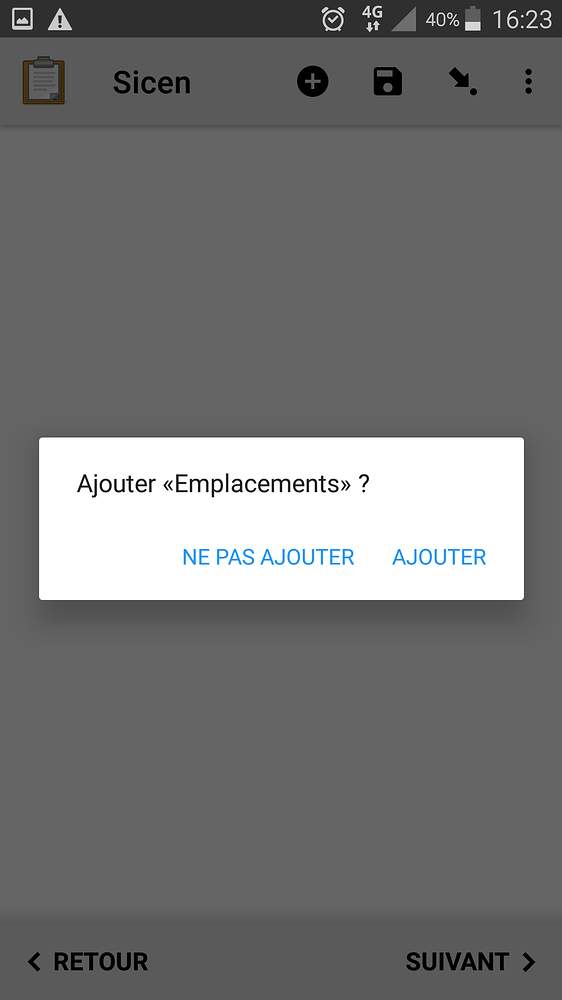 4G 40% 16:23
Sicen
Ajouter «Emplacements» ?
NE PAS AJOUTER AJOUTER
RETOUR SUIVANT